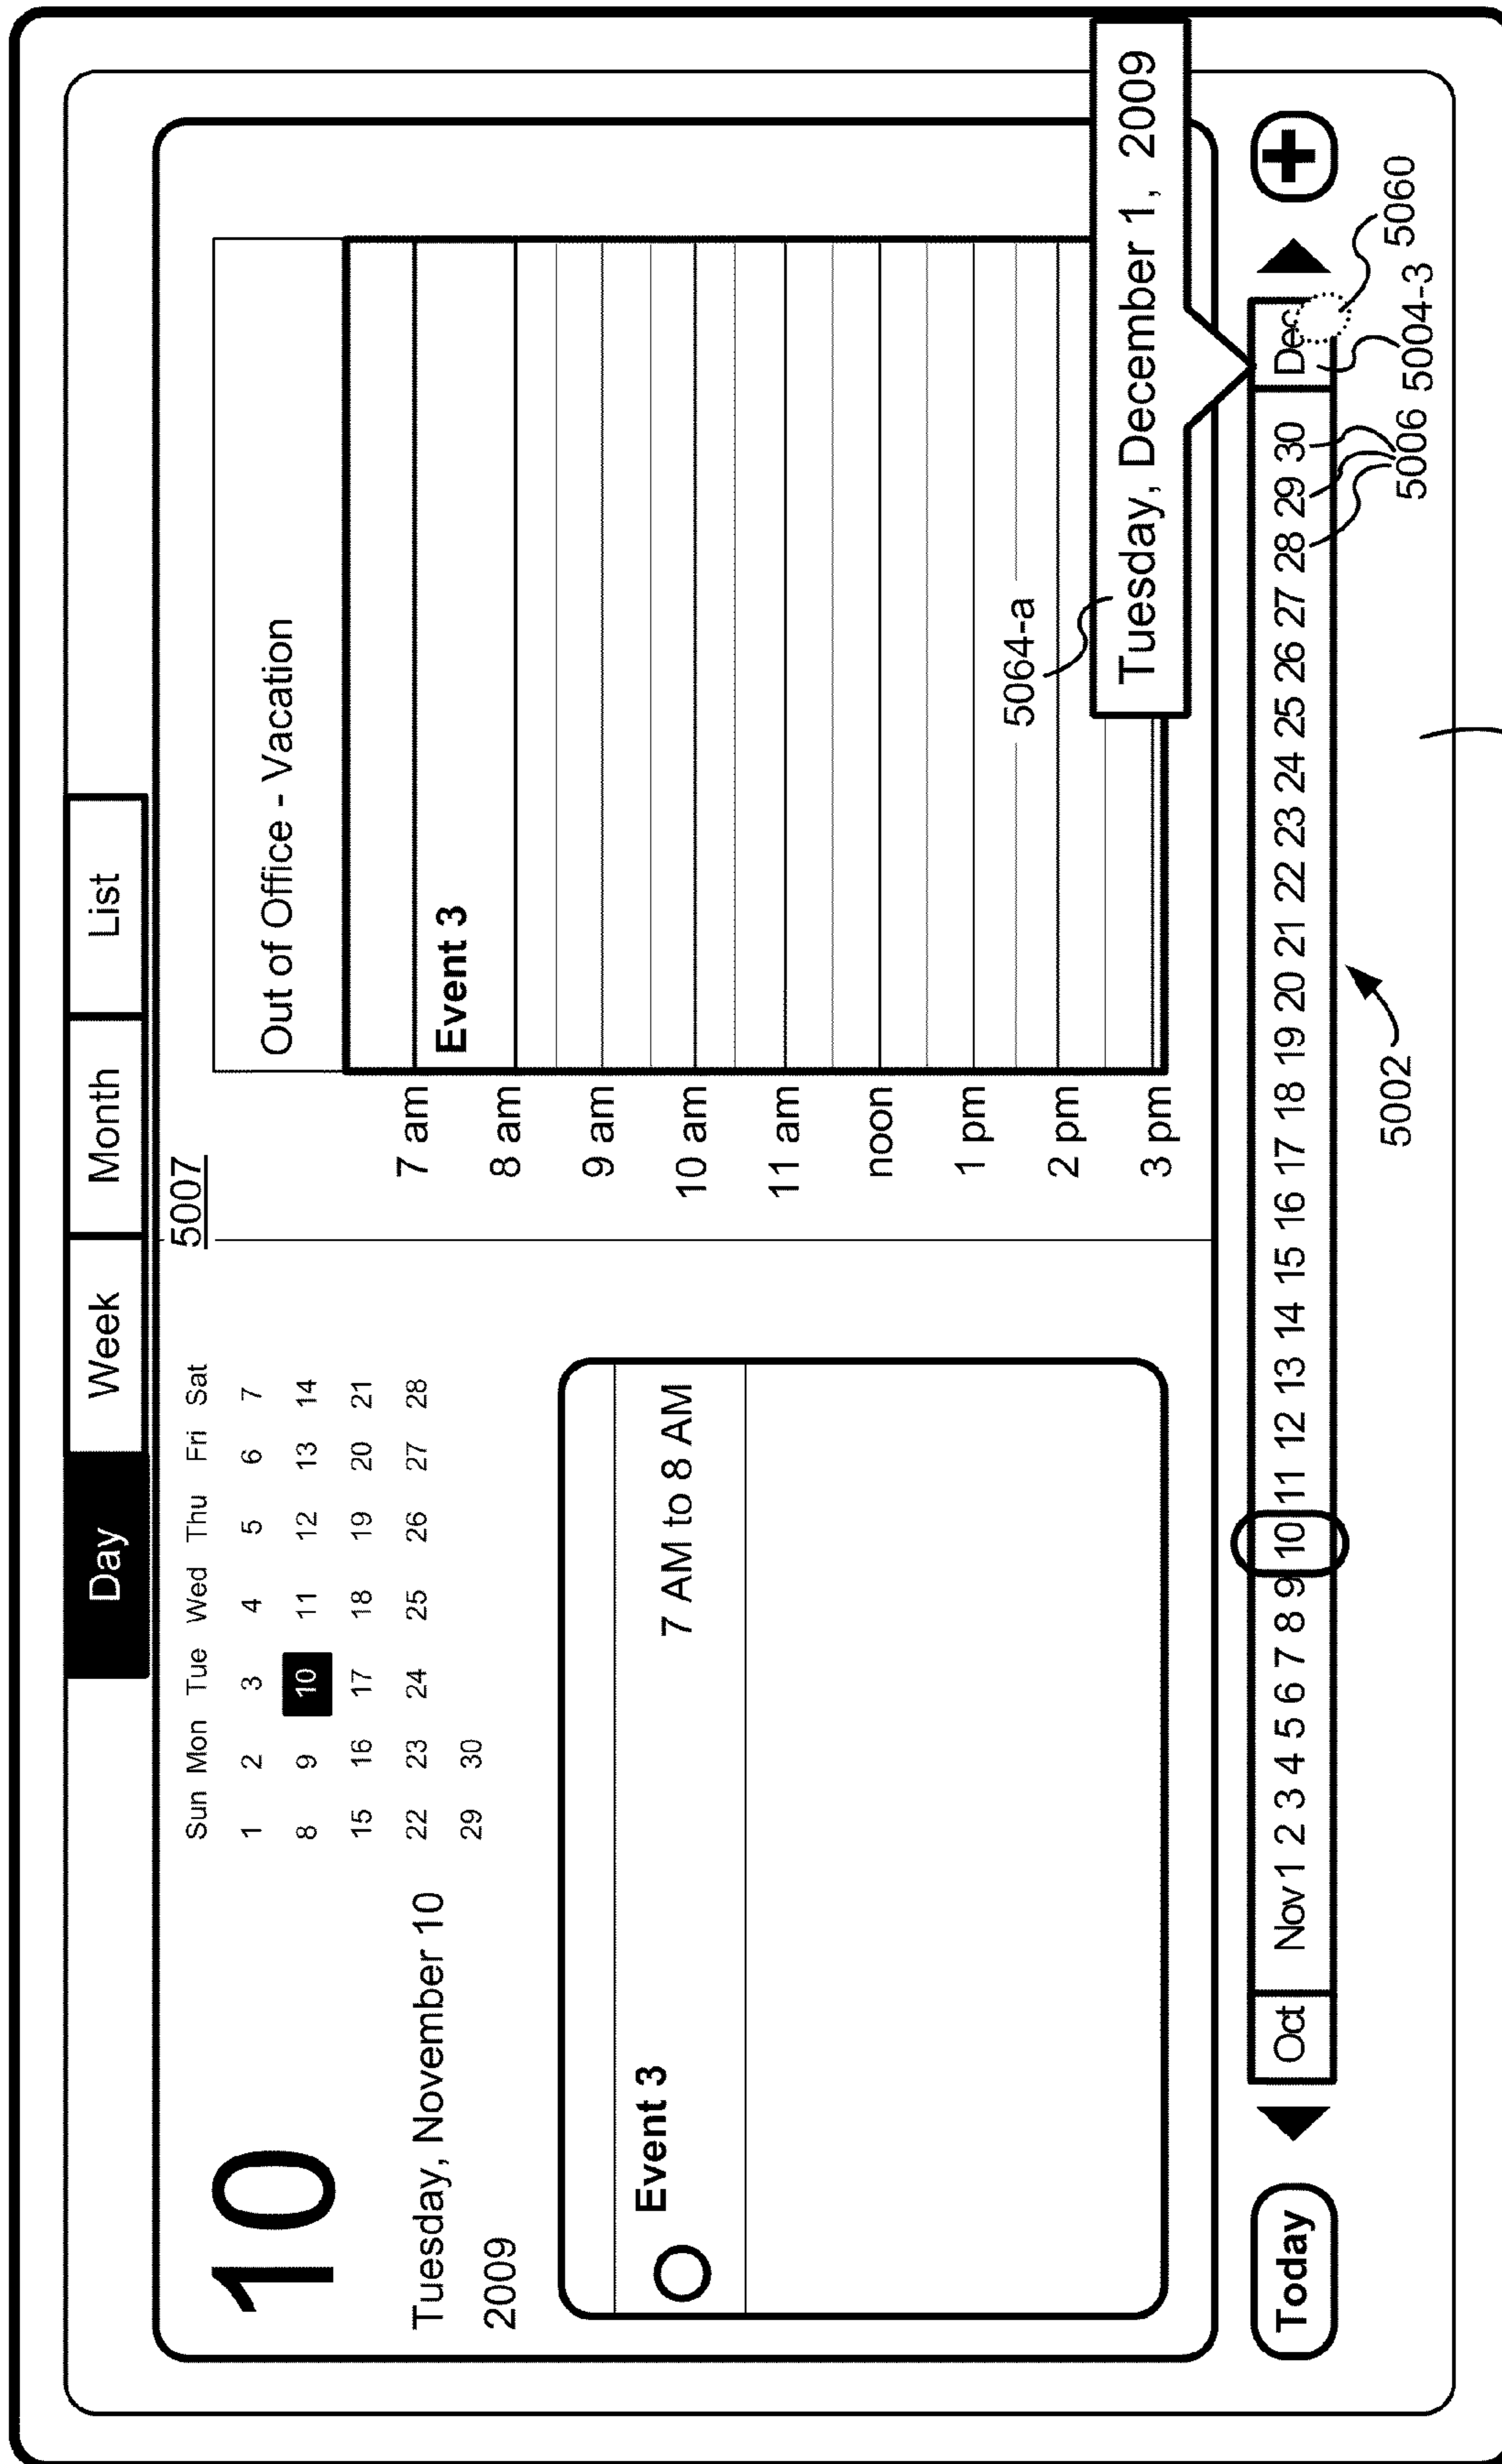 Day Week Month List
5007
10
Tuesday, November 10
2009
Sun Mon Tue Wed Thu Fri Sat
1 2 3 4 5 6 7
8 9 10 11 12 13 14
15 16 17 18 19 20 21
22 23 24 25 26 27 28
29 30
Event 3
7 AM to 8 AM
Out of Office - Vacation
7 am
Event 3
8 am
9 am
10 am
11 am
noon
1 pm
2 pm
3 pm
5064-a
Tuesday, December 1, 2009
Today
Oct Nov 1 2 3 4 5 6 7 8 9 10 11 12 13 14 15 16 17 18 19 20 21 22 23 24 25 26 27 28 29 30 Dec
5002
5006
5004-3
5060